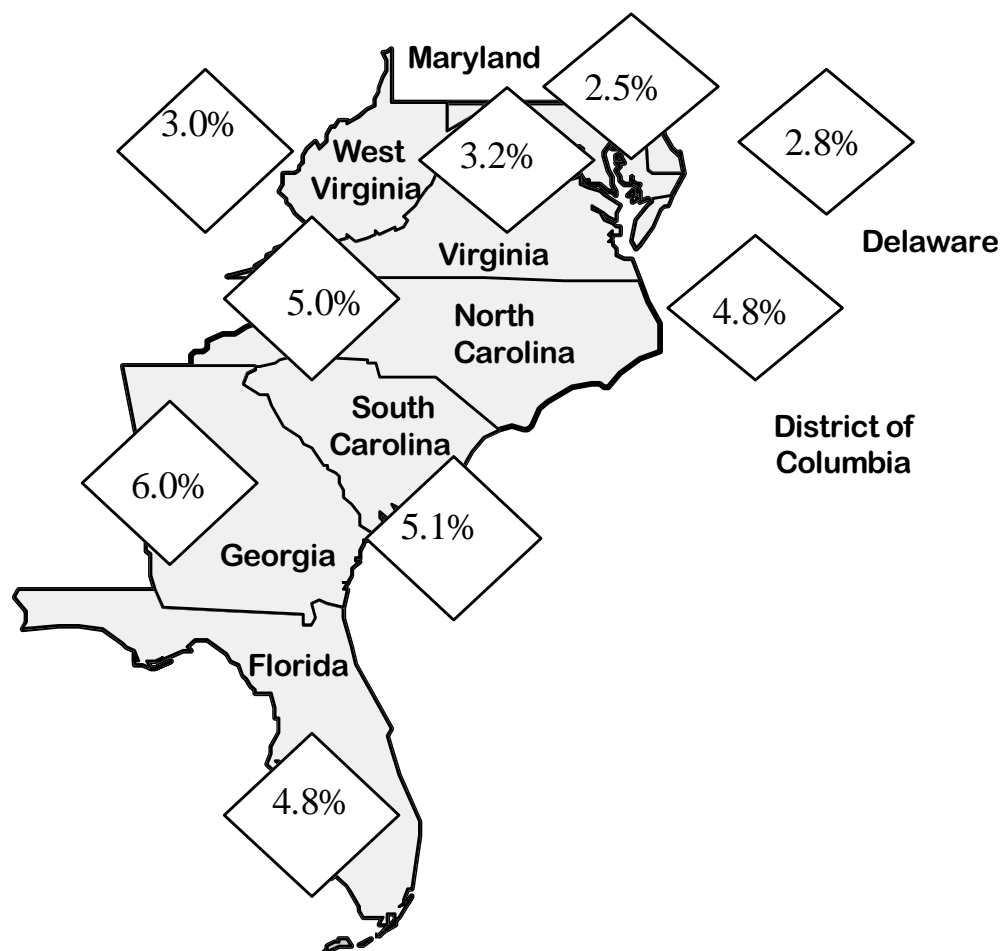 Maryland
2.5%
3.0%
2.8%
West
Virginia
3.2%
Delaware
Virginia
5.0%
4.8%
North
Carolina
South
Carolina
District of
Columbia
6.0%
5.1%
Georgia
Florida
4.8%